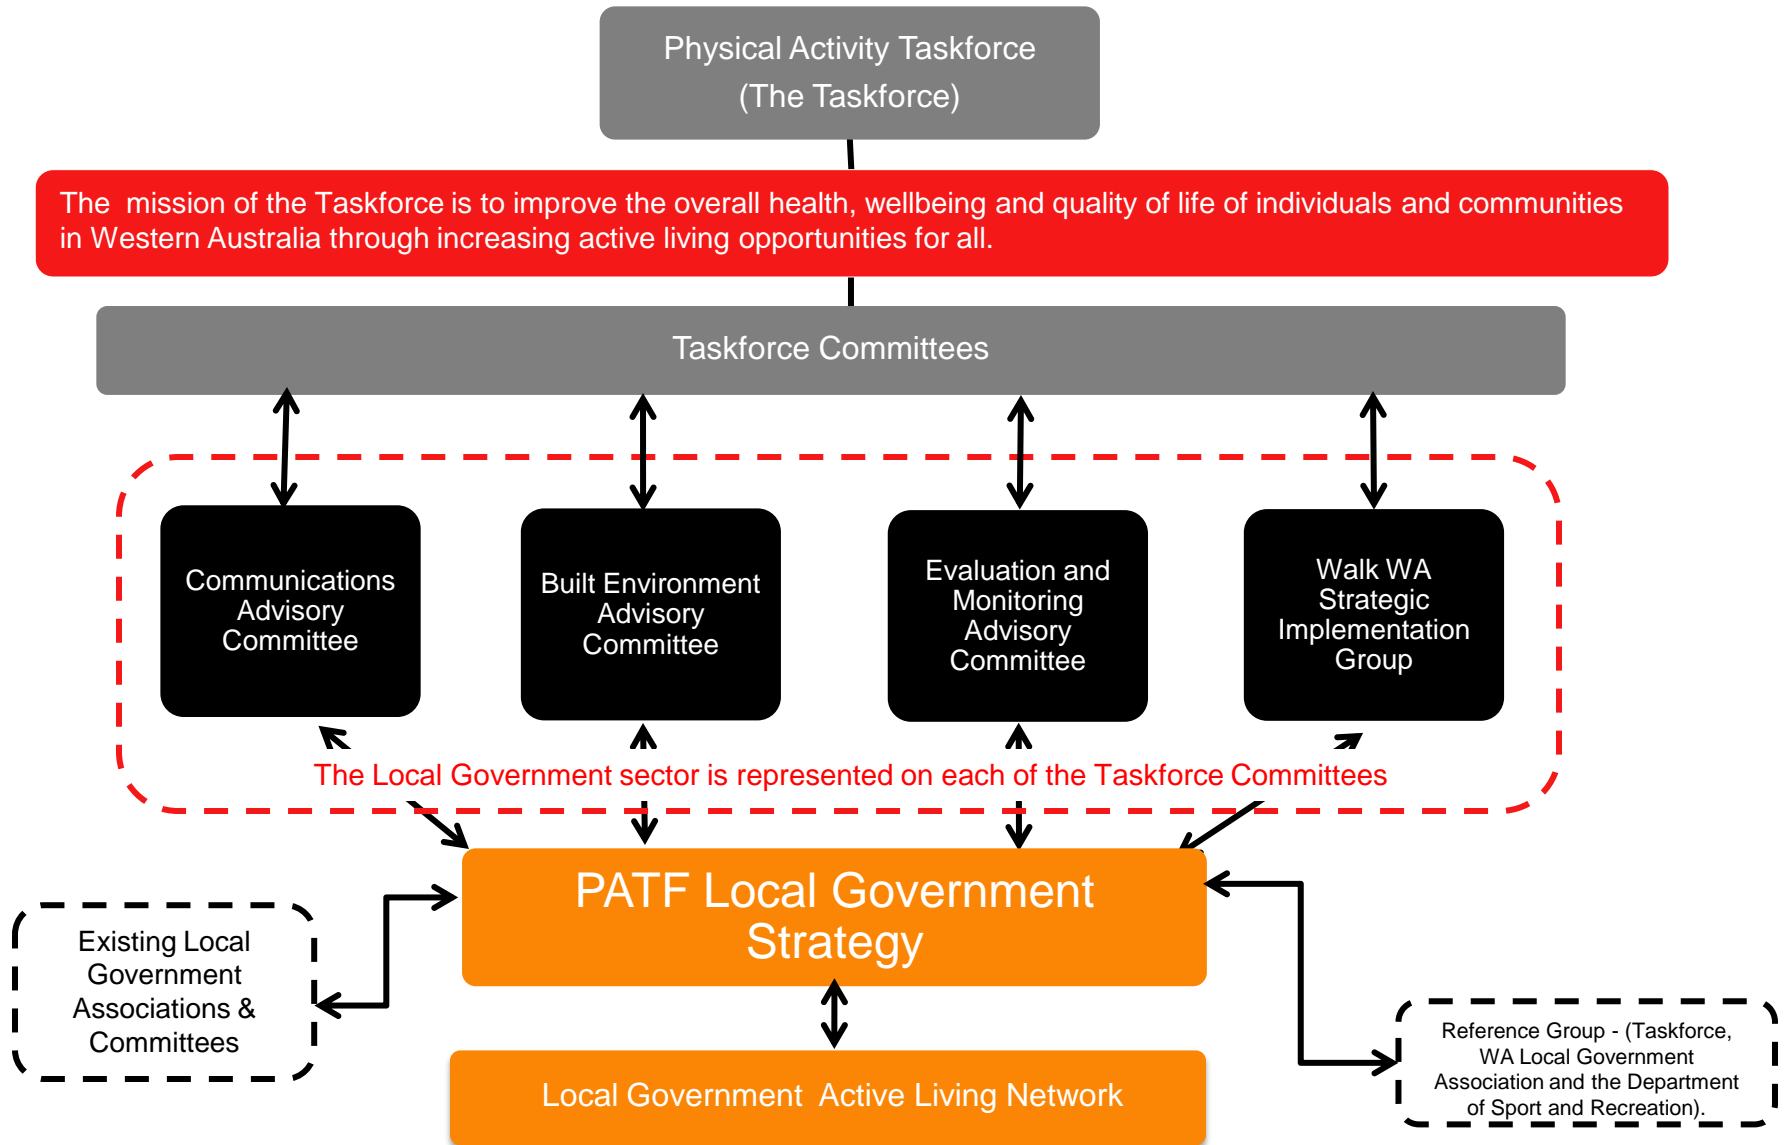 Physical Activity Taskforce
(The Taskforce)
The mission of the Taskforce is to improve the overall health, wellbeing and quality of life of individuals and communities
in Western Australia through increasing active living opportunities for all.
Taskforce Committees
Communications
Advisory
Committee
Built Environment
Advisory
Committee
Evaluation and
Monitoring
Advisory
Committee
Walk WA
Strategic
Implementation
Group
The Local Government sector is represented on each of the Taskforce Committees
PATF Local Government
Strategy
Existing Local
Government
Associations &
Committees
Reference Group - (Taskforce,
WA Local Government
Association and the Department
of Sport and Recreation).
Local Government Active Living Network